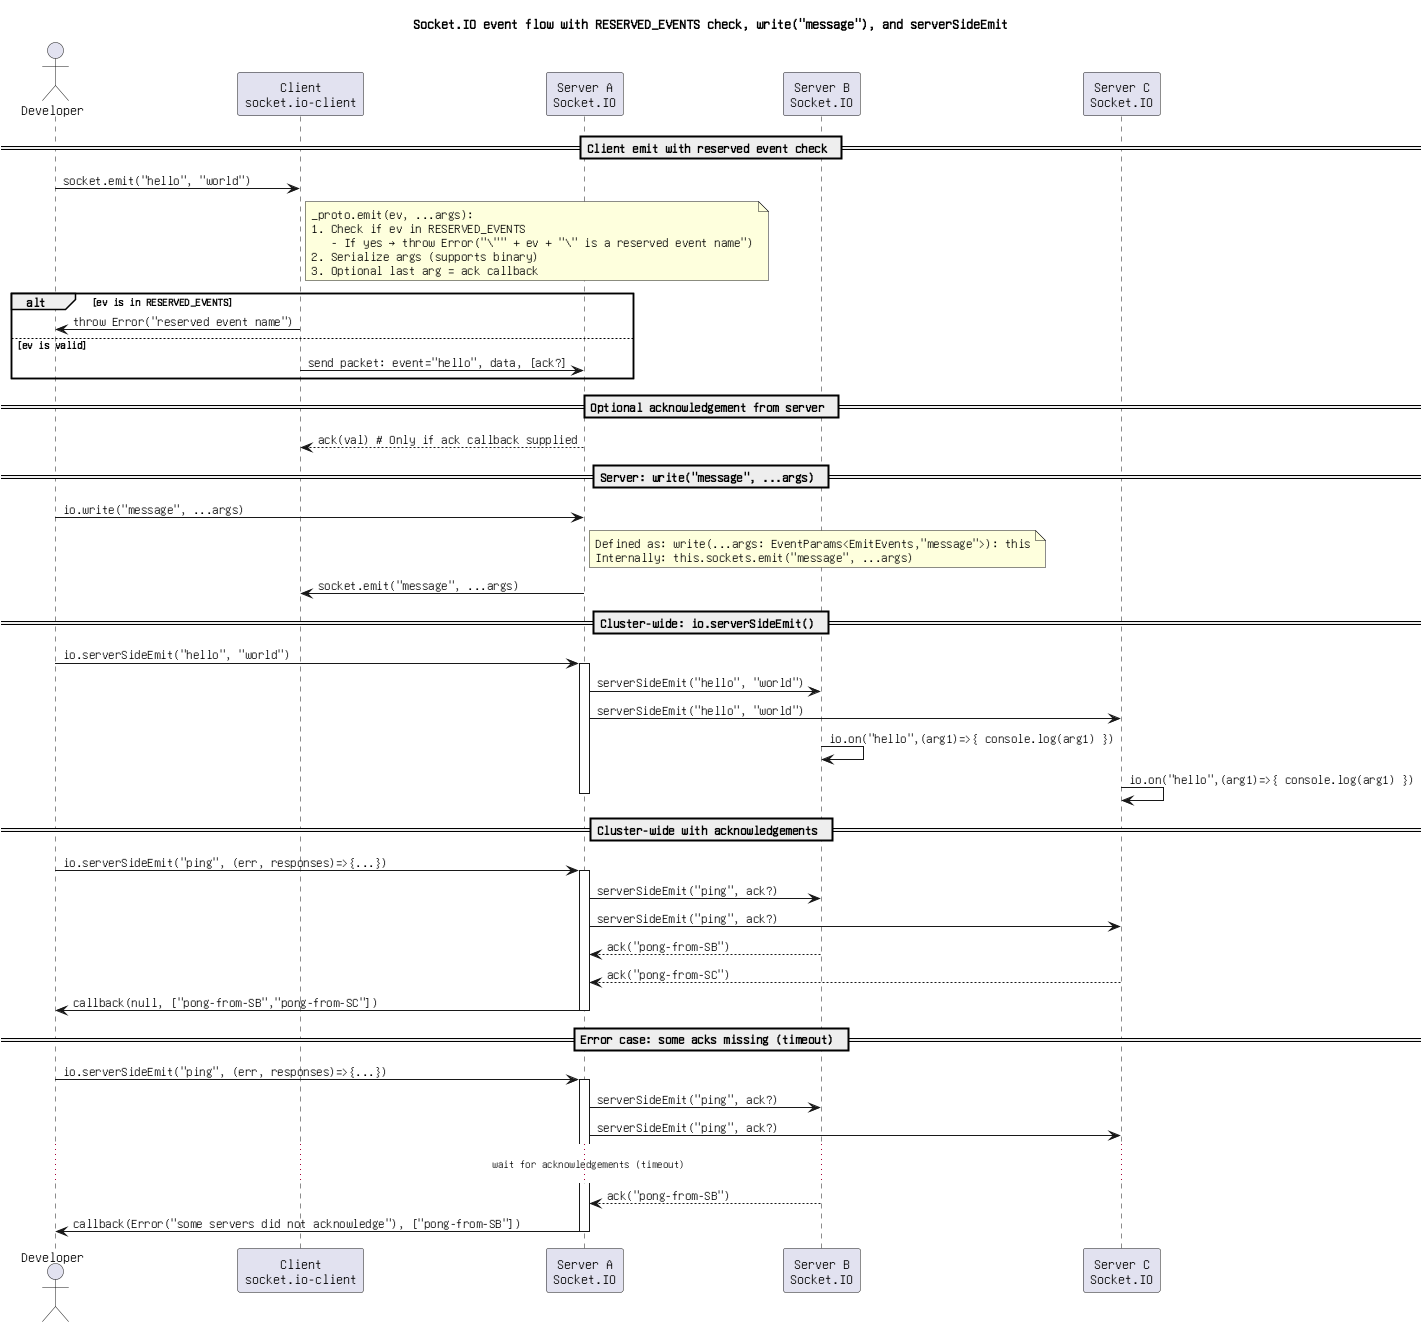 Socket.IO event flow with RESERVED_EVENTS check, write("message"), and serverSideEmit
Developer
Client
socket.io-client
Server A
Socket.IO
Server B
Socket.IO
Server C
Socket.IO
Client emit with reserved event check
socket.emit("hello", "world")
_proto.emit(ev, ...args):
1. Check if ev in RESERVED_EVENTS
- If yes → throw Error("\"" + ev + "\" is a reserved event name")
2. Serialize args (supports binary)
3. Optional last arg = ack callback
alt [ev is in RESERVED_EVENTS]
throw Error("reserved event name")
[ev is valid]
send packet: event="hello", data, [ack?]
Optional acknowledgement from server
ack(val) # Only if ack callback supplied
Server: write("message", ...args)
io.write("message", ...args)
Defined as: write(...args: EventParams<EmitEvents,"message">): this
Internally: this.sockets.emit("message", ...args)
socket.emit("message", ...args)
Cluster-wide: io.serverSideEmit()
io.serverSideEmit("hello", "world")
serverSideEmit("hello", "world")
serverSideEmit("hello", "world")
io.on("hello",(arg1)=>{ console.log(arg1) })
io.on("hello",(arg1)=>{ console.log(arg1) })
Cluster-wide with acknowledgements
io.serverSideEmit("ping", (err, responses)=>{...})
serverSideEmit("ping", ack?)
serverSideEmit("ping", ack?)
ack("pong-from-SB")
ack("pong-from-SC")
callback(null, ["pong-from-SB","pong-from-SC"])
Error case: some acks missing (timeout)
io.serverSideEmit("ping", (err, responses)=>{...})
serverSideEmit("ping", ack?)
serverSideEmit("ping", ack?)
wait for acknowledgements (timeout)
ack("pong-from-SB")
callback(Error("some servers did not acknowledge"), ["pong-from-SB"])
Developer
Client
socket.io-client
Server A
Socket.IO
Server B
Socket.IO
Server C
Socket.IO